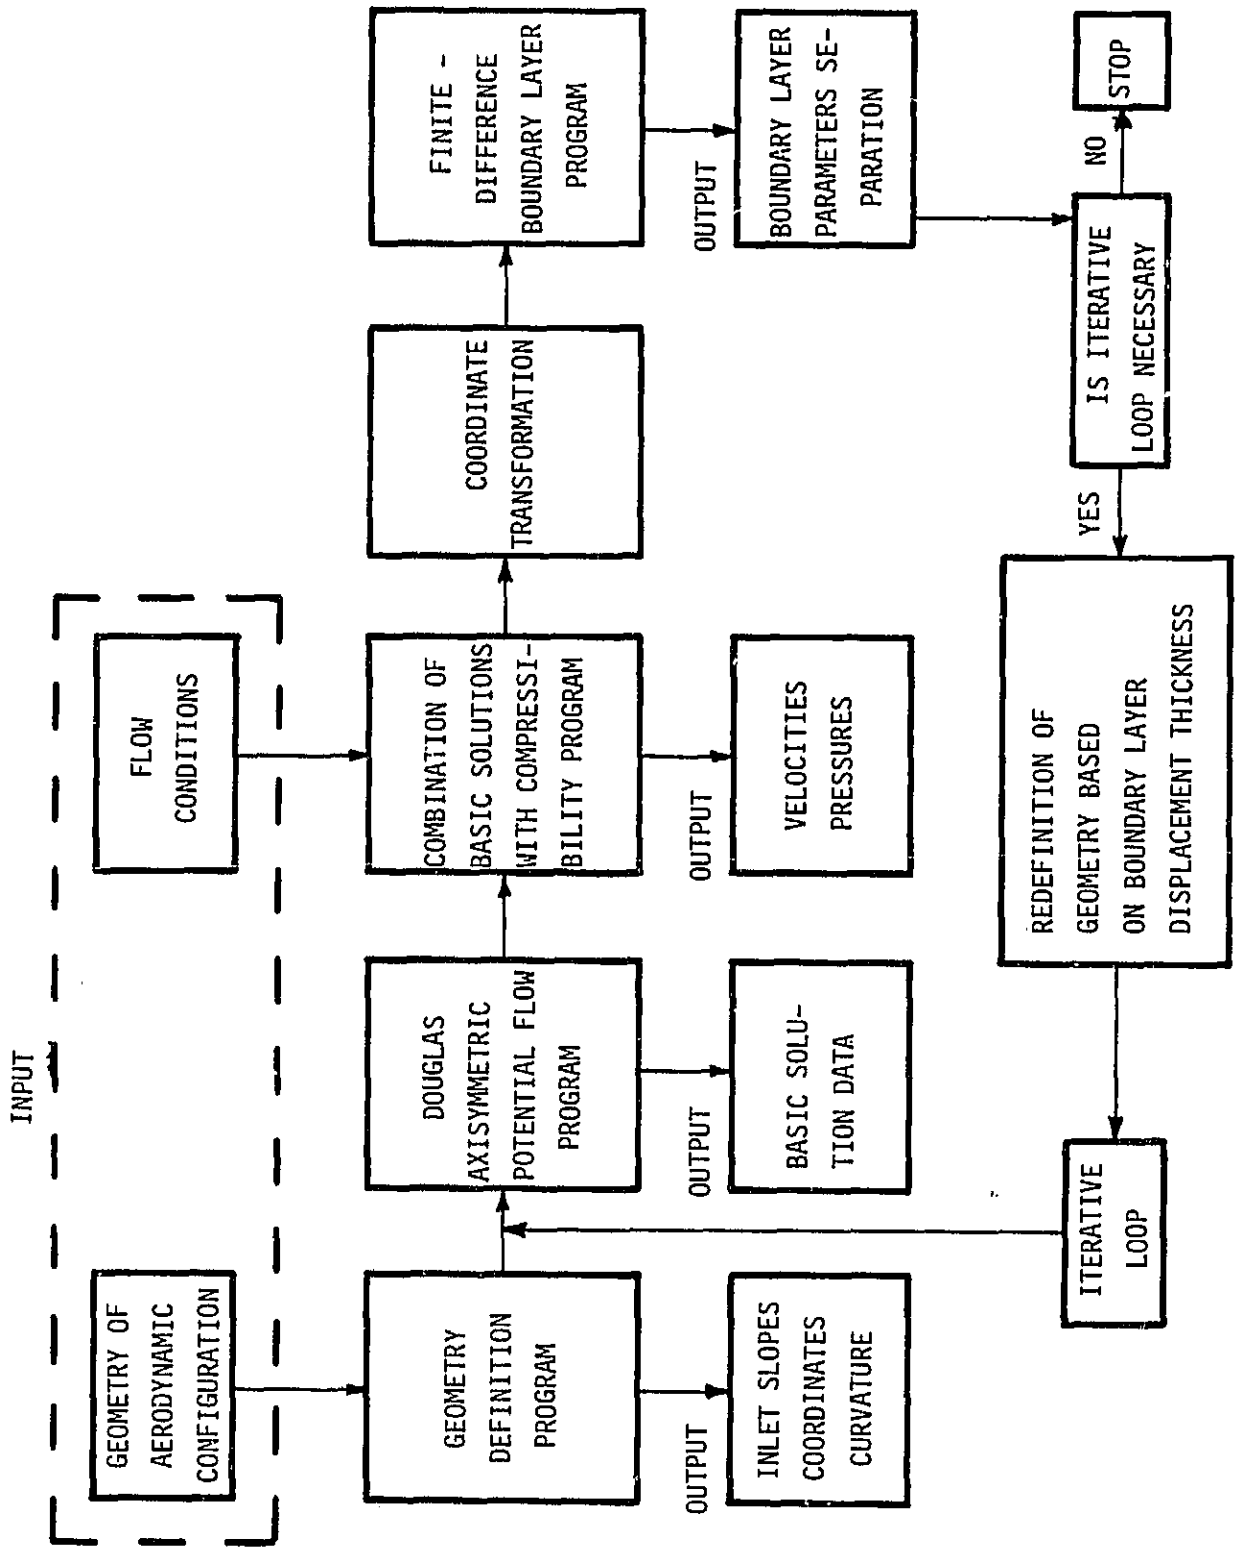 INPUT
GEOMETRY OF
AERODYNAMIC
CONFIGURATION
FLOW
CONDITIONS
GEOMETRY
DEFINITION
PROGRAM
DOUGLAS
AXISYMMETRIC
POTENTIAL FLOW
PROGRAM
COMBINATION OF
BASIC SOLUTIONS
WITH COMPRESSI-
BILITY PROGRAM
COORDINATE
TRANSFORMATION
FINITE -
DIFFERENCE
BOUNDARY LAYER
PROGRAM
OUTPUT
INLET SLOPES
COORDINATES
CURVATURE
OUTPUT
BASIC SOLU-
TION DATA
OUTPUT
VELOCITIES
PRESSURES
OUTPUT
BOUNDARY LAYER
PARAMETERS SE-
PARATION
ITERATIVE
LOOP
REDEFINITION OF
GEOMETRY BASED
ON BOUNDARY LAYER
DISPLACEMENT THICKNESS
YES
IS ITERATIVE
LOOP NECESSARY
NO
STOP